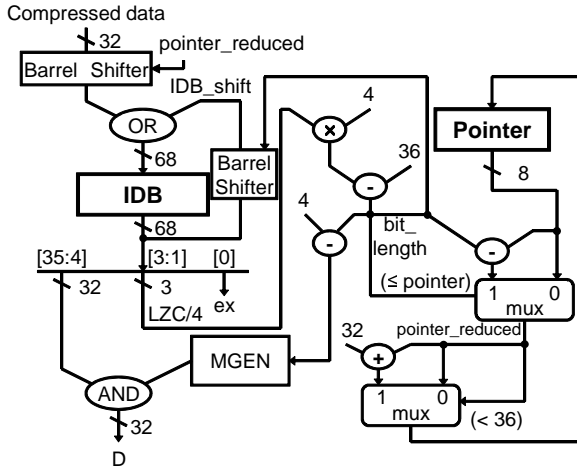 Compressed data
32
pointer_reduced
Barrel Shifter
IDB_shift
4
OR
×
Pointer
68
Barrel
Shifter
36
8
IDB
-
4
68
-
bit_
length
-
[35:4]
[3:1]
[0]
32
3
ex
(≤ pointer)
1
0
mux
LZC/4
32
pointer_reduced
MGEN
+
AND
1
0
mux
(< 36)
32
D